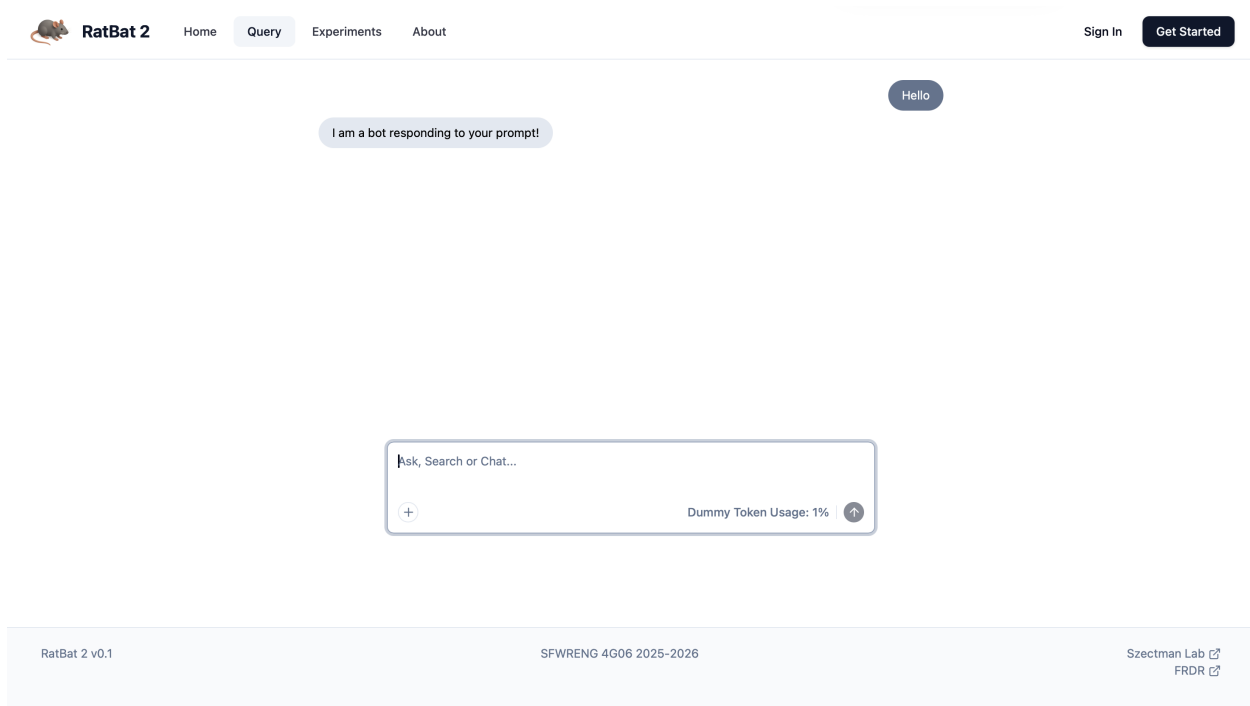 RatBat 2 Home Query Experiments About Sign In Get Started
Hello
I am a bot responding to your prompt!
Ask, Search or Chat...
Dummy Token Usage: 1%
RatBat 2 v0.1 SFWRENG 4G06 2025-2026 Szectman Lab
FRDR